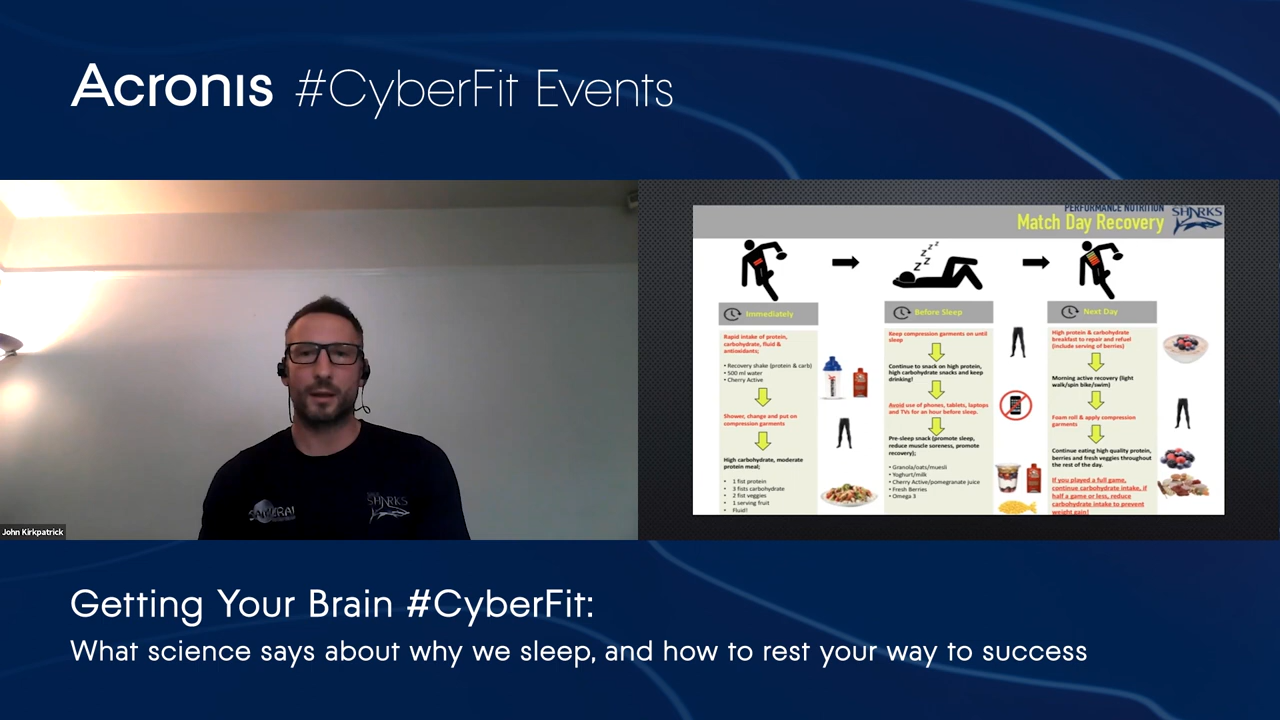 Acronis #CyberFit Events
PERFORMANCE NUTRITION
Match Day Recovery
SHARKS
Immediately
Rapid intake of protein,
carbohydrate, fluid &
antioxidants;
• Recovery shake (protein & carb)
• 500 ml water
• Cherry Active
Shower, change and put on
compression garments
High carbohydrate, moderate
protein meal;
• 1 fist protein
• 3 fists carbohydrate
• 2 fist veggies
• 1 serving fruit
• Fluid!
Z Z Z Z Z
Before Sleep
Keep compression garments on until
sleep
Continue to snack on high protein,
high carbohydrate snacks and keep
drinking!
Avoid use of phones, tablets, laptops
and TVs for an hour before sleep.
Pre-sleep snack (promote sleep,
reduce muscle soreness, promote
recovery);
• Granola/oats/muesli
• Yoghurt/milk
• Cherry Active/pomegranate juice
• Fresh Berries
• Omega 3
Next Day
High protein & carbohydrate
breakfast to repair and refuel
(include serving of berries)
Morning active recovery (light
walk/spin bike/swim)
Foam roll & apply compression
garments
Continue eating high quality protein,
berries and fresh veggies throughout
the rest of the day.
If you played a full game,
continue carbohydrate intake, if
half a game or less, reduce
carbohydrate intake to prevent
weight gain!
SAMURAI
SHARKS
John Kirkpatrick
Getting Your Brain #CyberFit:
What science says about why we sleep, and how to rest your way to success